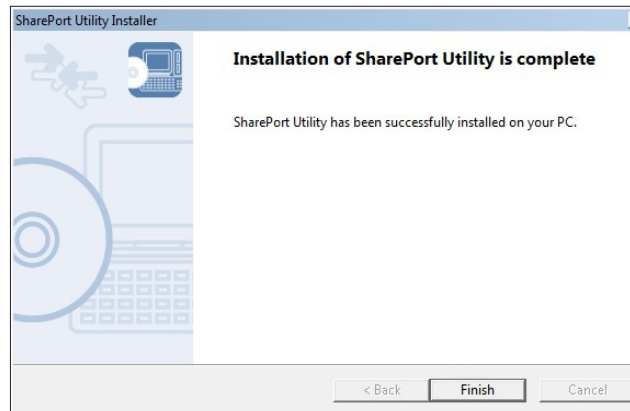 SharePort Utility Installer
Installation of SharePort Utility is complete
SharePort Utility has been successfully installed on your PC.
< Back
Finish
Cancel